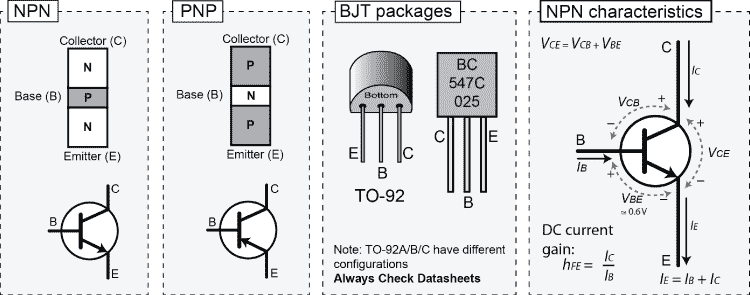 NPN
Collector (C)
N
Base (B)
P
N
Emitter (E)
C
B
E
PNP
Collector (C)
P
Base (B)
N
P
Emitter (E)
C
B
E
BJT packages
Bottom
E
B
C
TO-92
BC
547C
025
C
E
B
Note: TO-92A/B/C have different
configurations
Always Check Datasheets
NPN characteristics
VCE = VCB + VBE
C
IC
VCB
+
+
−
B
IB
VCE
+
VBE
≃ 0.6V
−
−
IE
DC current
gain:
hFE = IC
IB
E
IE = IB + IC